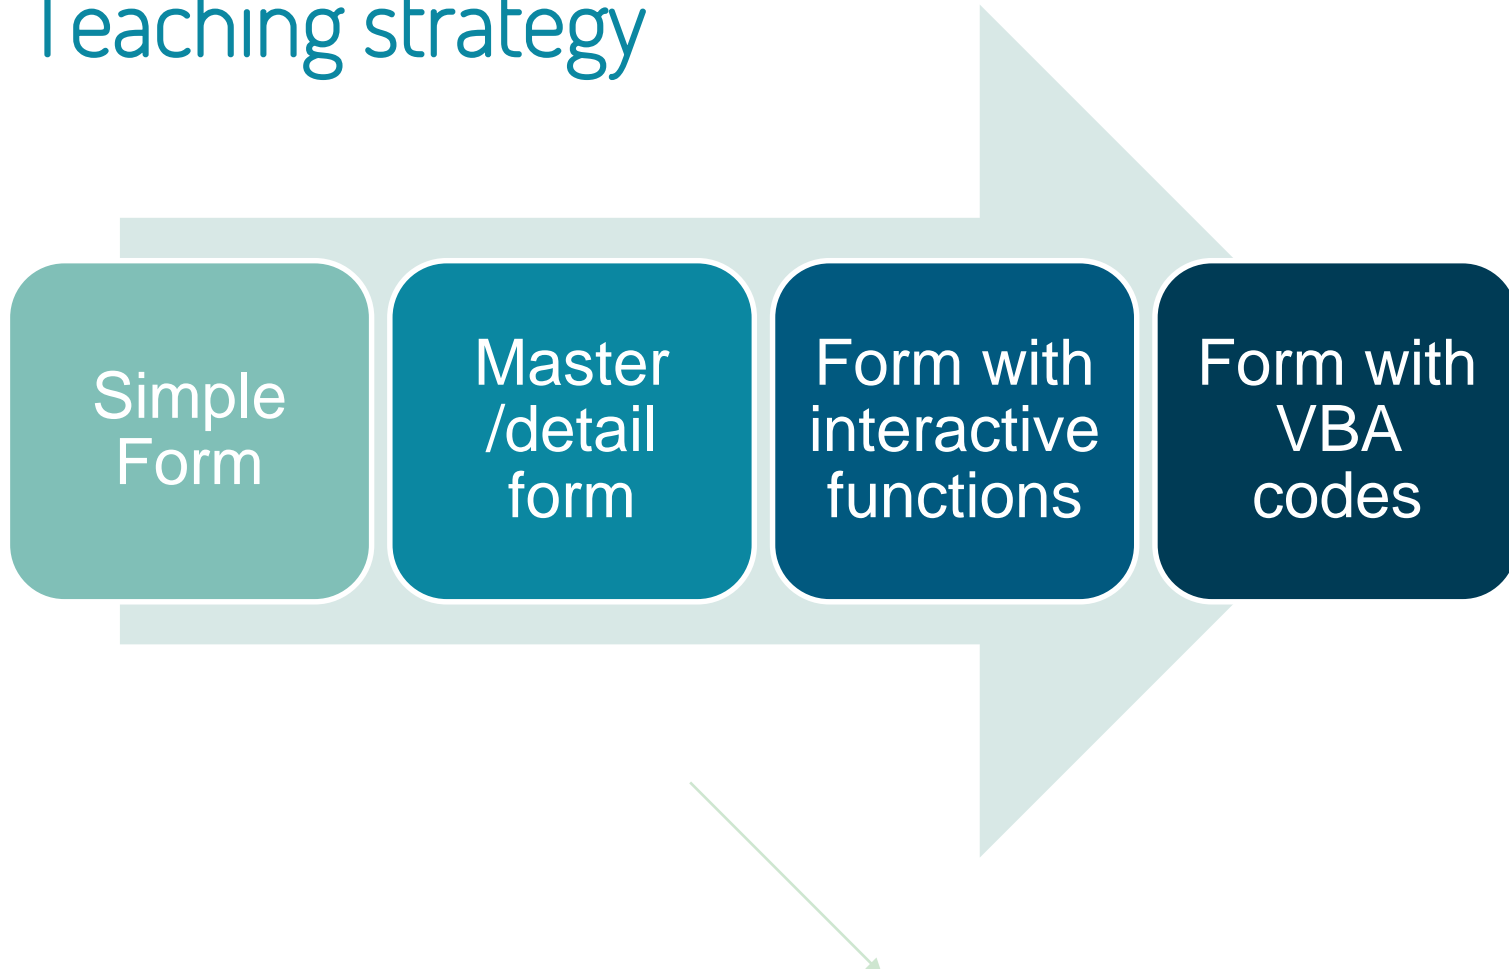 Teaching strategy
Simple
Form
Master
/detail
form
Form with
interactive
functions
Form with
VBA
codes